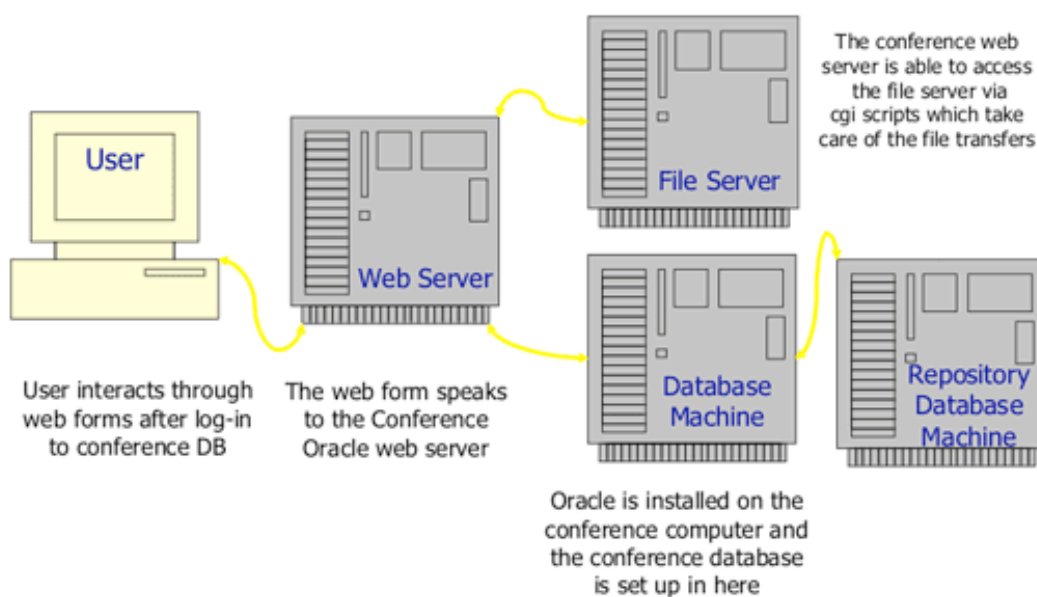 The conference web
server is able to access
the file server via
cgi scripts which take
care of the file transfers
User
File Server
Web Server
Database
Machine
Repository
Database
Machine
User interacts through
web forms after log-in
to conference DB
The web form speaks
to the Conference
Oracle web server
Oracle is installed on the
conference computer and
the conference database
is set up in here